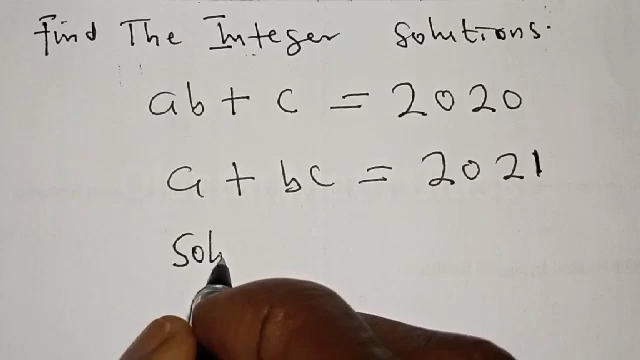 Find The Integer Solutions.
ab + c = 2020
a + bc = 2021
Sol